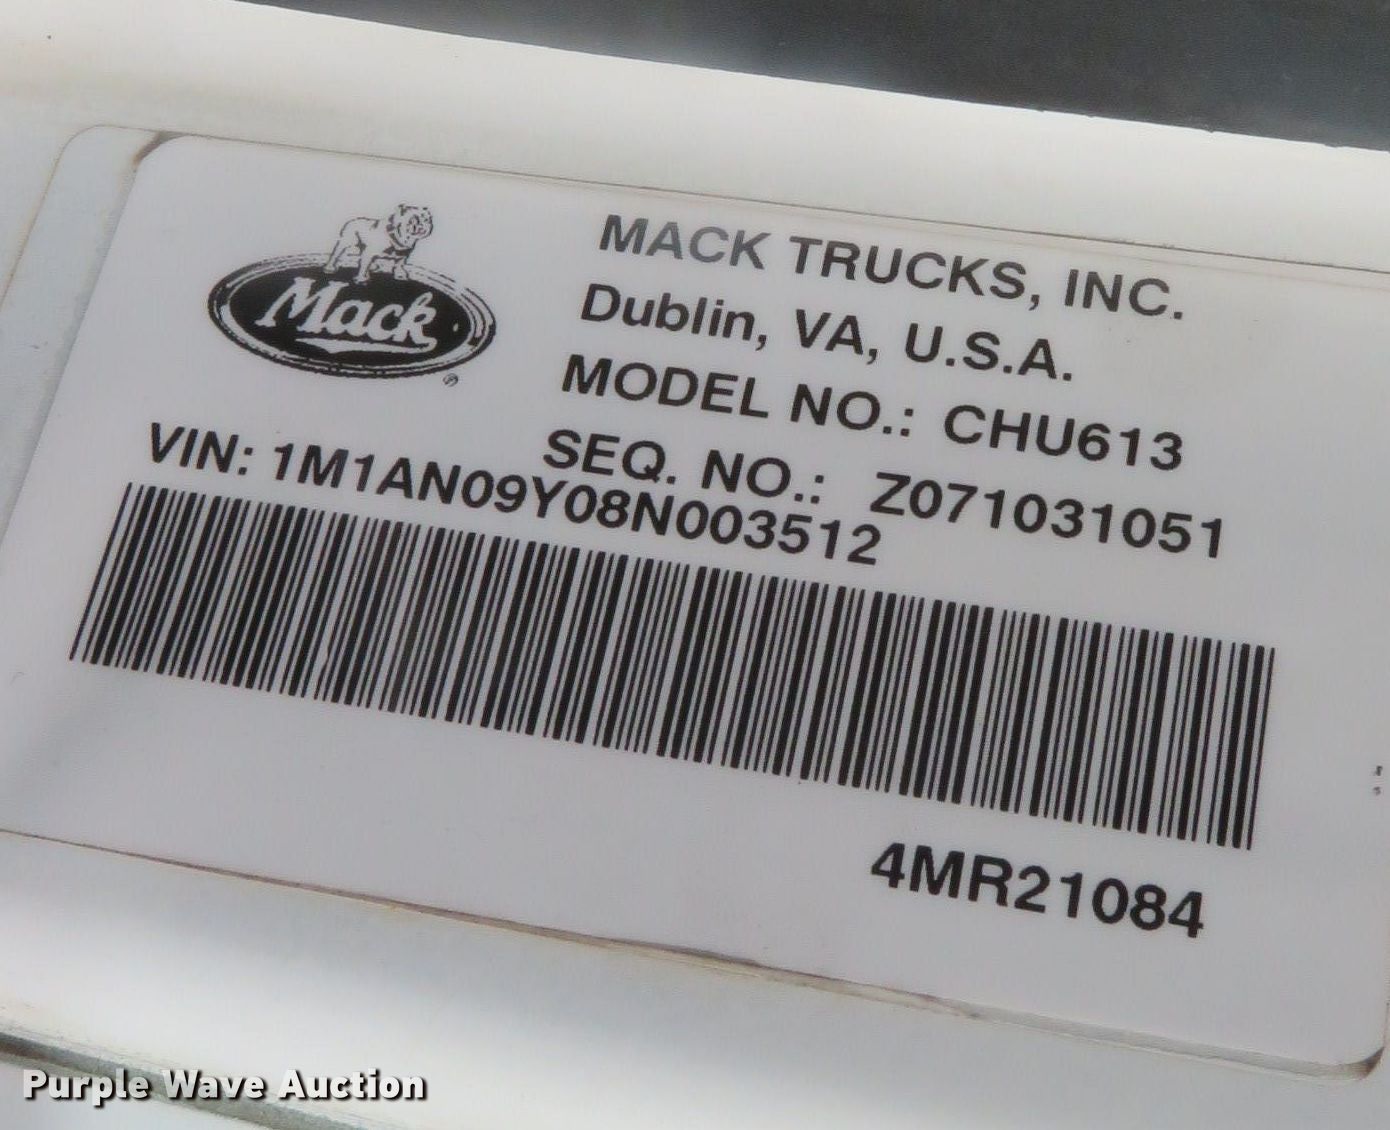 Mack
®
MACK TRUCKS, INC.
Dublin, VA, U.S.A.
MODEL NO.: CHU613
SEQ. NO.: Z071031051
VIN: 1M1AN09Y08N003512
4MR21084
Purple Wave Auction